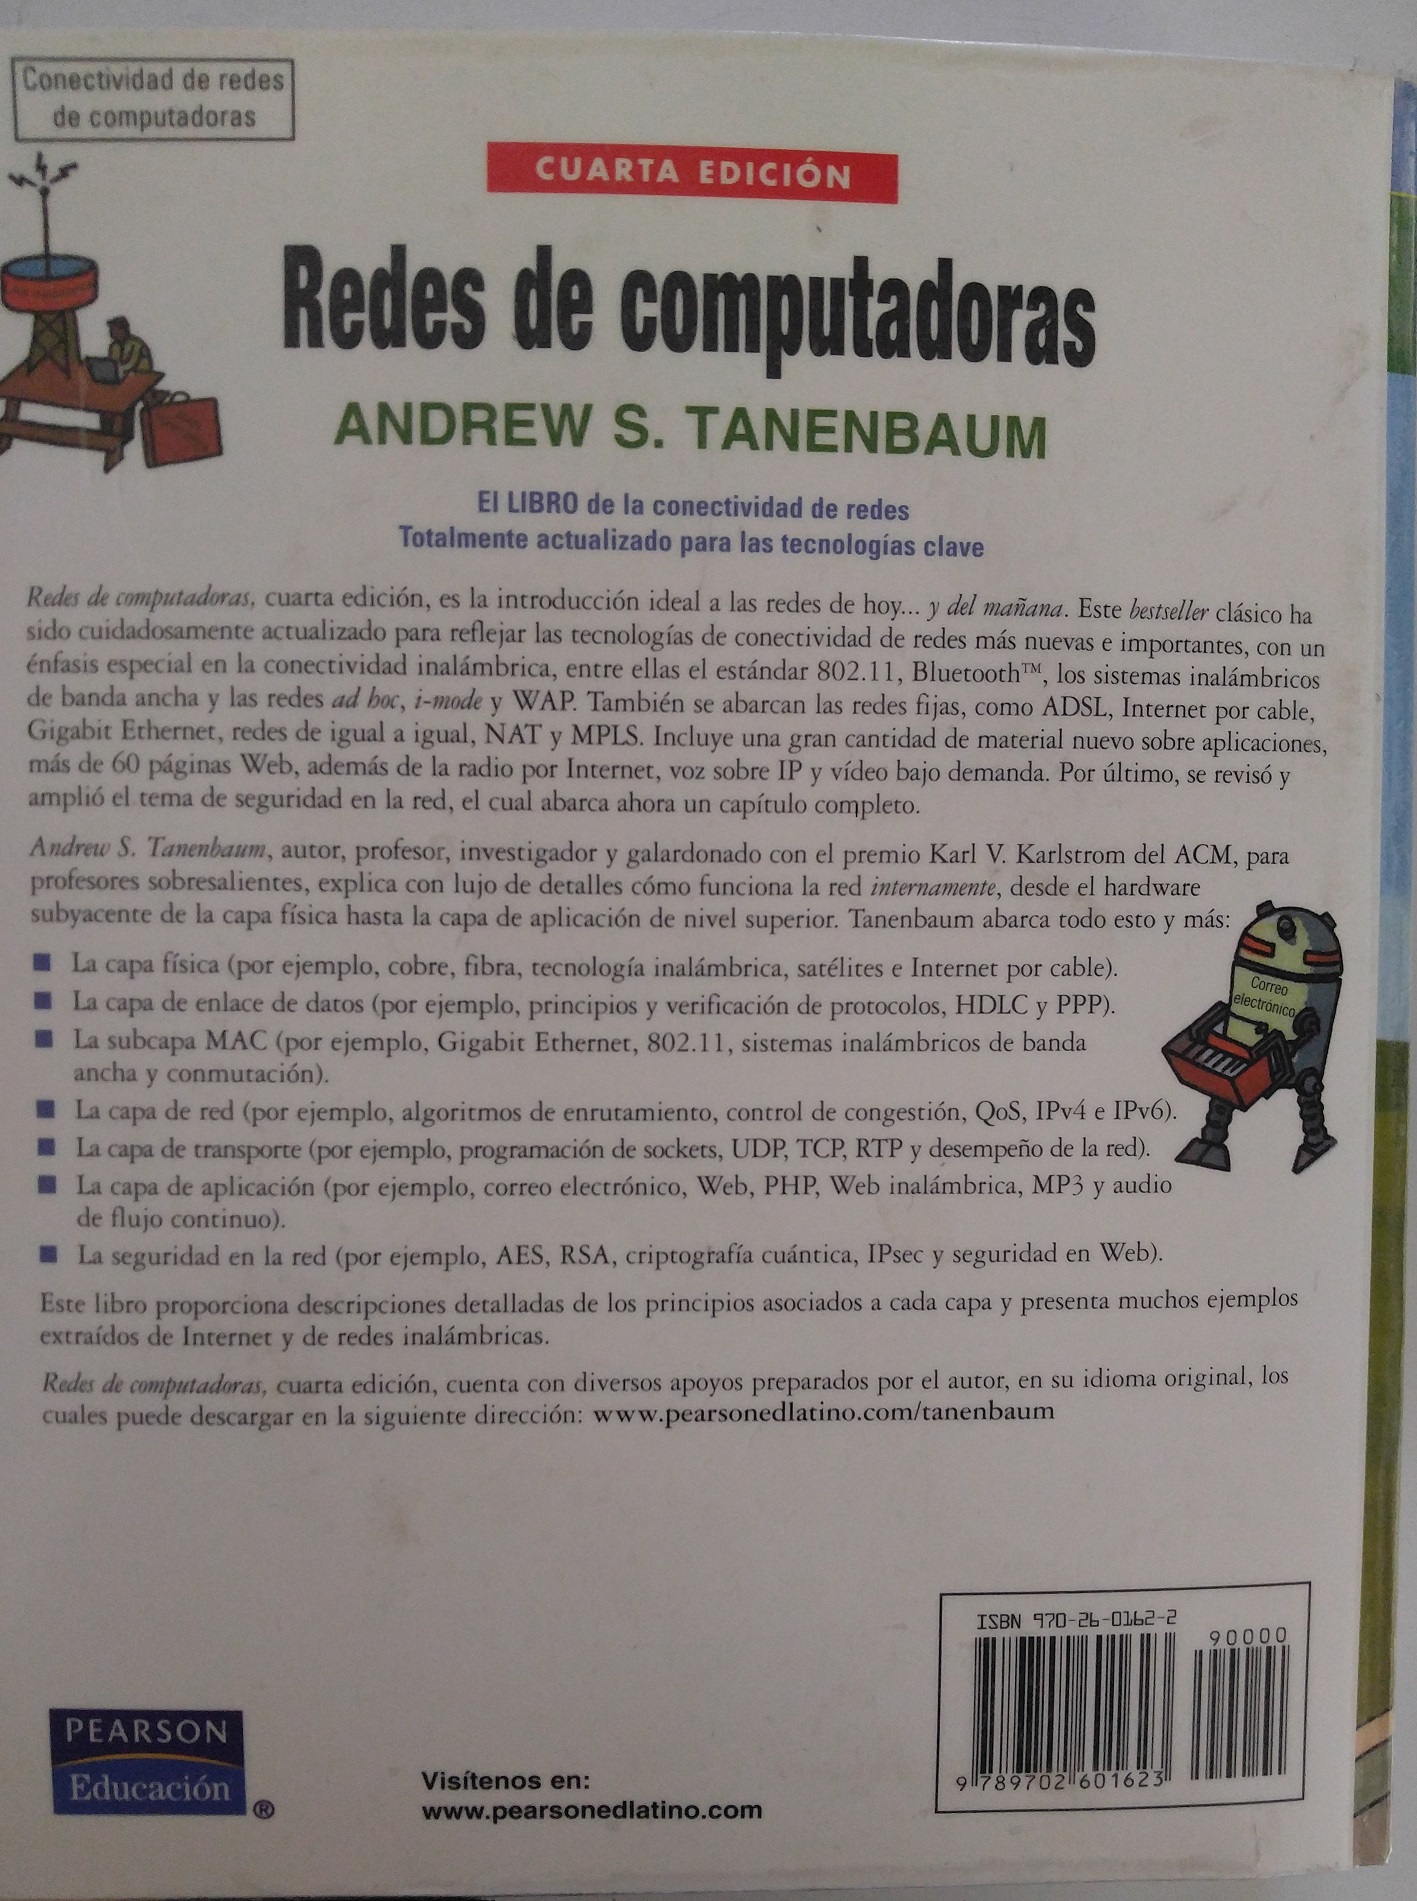 Conectividad de redes
de computadoras
CUARTA EDICIÓN
Redes de computadoras
ANDREW S. TANENBAUM
El LIBRO de la conectividad de redes
Totalmente actualizado para las tecnologías clave
Redes de computadoras, cuarta edición, es la introducción ideal a las redes de hoy... y del mañana. Este bestseller clásico ha
sido cuidadosamente actualizado para reflejar las tecnologías de conectividad de redes más nuevas e importantes, con un
énfasis especial en la conectividad inalámbrica, entre ellas el estándar 802.11, Bluetooth™, los sistemas inalámbricos
de banda ancha y las redes ad hoc, i-mode y WAP. También se abarcan las redes fijas, como ADSL, Internet por cable,
Gigabit Ethernet, redes de igual a igual, NAT y MPLS. Incluye una gran cantidad de material nuevo sobre aplicaciones,
más de 60 páginas Web, además de la radio por Internet, voz sobre IP y vídeo bajo demanda. Por último, se revisó y
amplió el tema de seguridad en la red, el cual abarca ahora un capítulo completo.
Andrew S. Tanenbaum, autor, profesor, investigador y galardonado con el premio Karl V. Karlstrom del ACM, para
profesores sobresalientes, explica con lujo de detalles cómo funciona la red internamente, desde el hardware
subyacente de la capa física hasta la capa de aplicación de nivel superior. Tanenbaum abarca todo esto y más:
■ La capa física (por ejemplo, cobre, fibra, tecnología inalámbrica, satélites e Internet por cable).
■ La capa de enlace de datos (por ejemplo, principios y verificación de protocolos, HDLC y PPP).
■ La subcapa MAC (por ejemplo, Gigabit Ethernet, 802.11, sistemas inalámbricos de banda
ancha y conmutación).
■ La capa de red (por ejemplo, algoritmos de enrutamiento, control de congestión, QoS, IPv4 e IPv6).
■ La capa de transporte (por ejemplo, programación de sockets, UDP, TCP, RTP y desempeño de la red).
■ La capa de aplicación (por ejemplo, correo electrónico, Web, PHP, Web inalámbrica, MP3 y audio
de flujo continuo).
■ La seguridad en la red (por ejemplo, AES, RSA, criptografía cuántica, IPsec y seguridad en Web).
Correo
electrónico
Este libro proporciona descripciones detalladas de los principios asociados a cada capa y presenta muchos ejemplos
extraídos de Internet y de redes inalámbricas.
Redes de computadoras, cuarta edición, cuenta con diversos apoyos preparados por el autor, en su idioma original, los
cuales puede descargar en la siguiente dirección: www.pearsonedlatino.com/tanenbaum
ISBN 970-26-0162-2
90000
9 789702 601623
PEARSON
Educación ®
Visítenos en:
www.pearsonedlatino.com